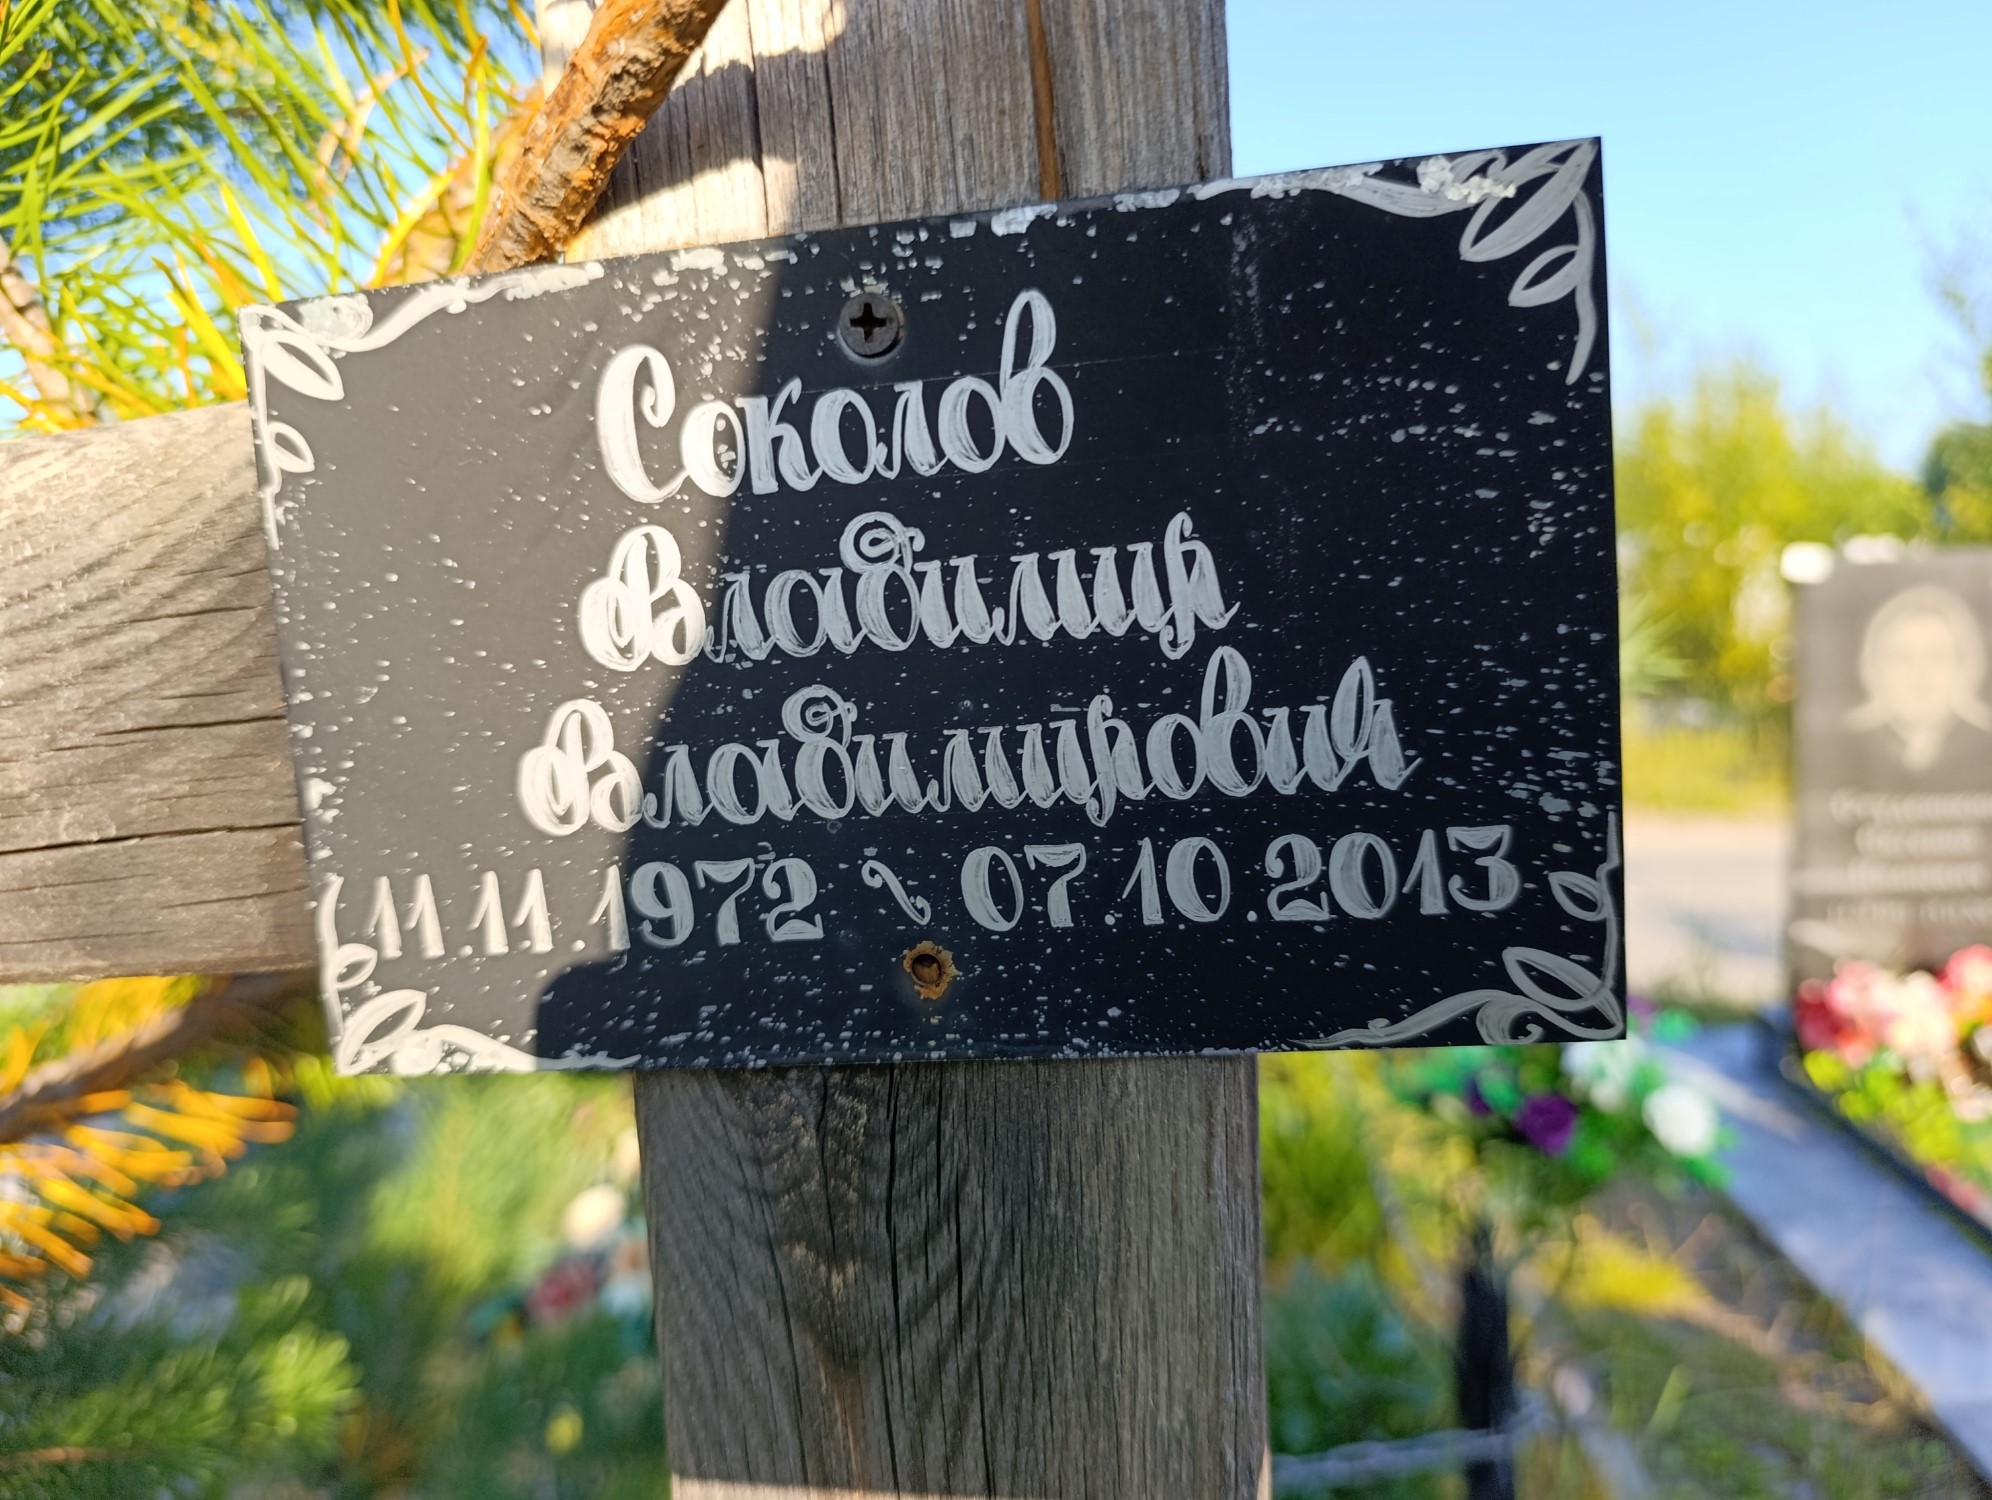 Соколов
Владимир
Владимирович
11.11.1972 ~ 07.10.2013